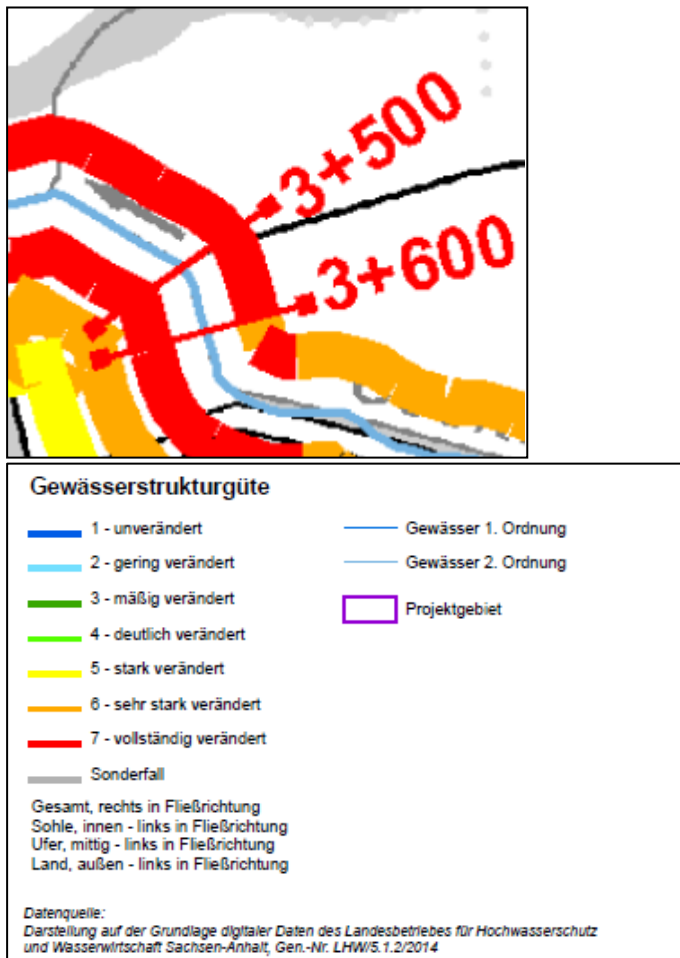 3+500
3+600
Gewässerstrukturgüte
1 - unverändert
2 - gering verändert
3 - mäßig verändert
4 - deutlich verändert
5 - stark verändert
6 - sehr stark verändert
7 - vollständig verändert
Sonderfall
Gewässer 1. Ordnung
Gewässer 2. Ordnung
Projektgebiet
Gesamt, rechts in Fließrichtung
Sohle, innen - links in Fließrichtung
Ufer, mittig - links in Fließrichtung
Land, außen - links in Fließrichtung
Datenquelle:
Darstellung auf der Grundlage digitaler Daten des Landesbetriebes für Hochwasserschutz
und Wasserwirtschaft Sachsen-Anhalt, Gen.-Nr. LHW/5.1.2/2014